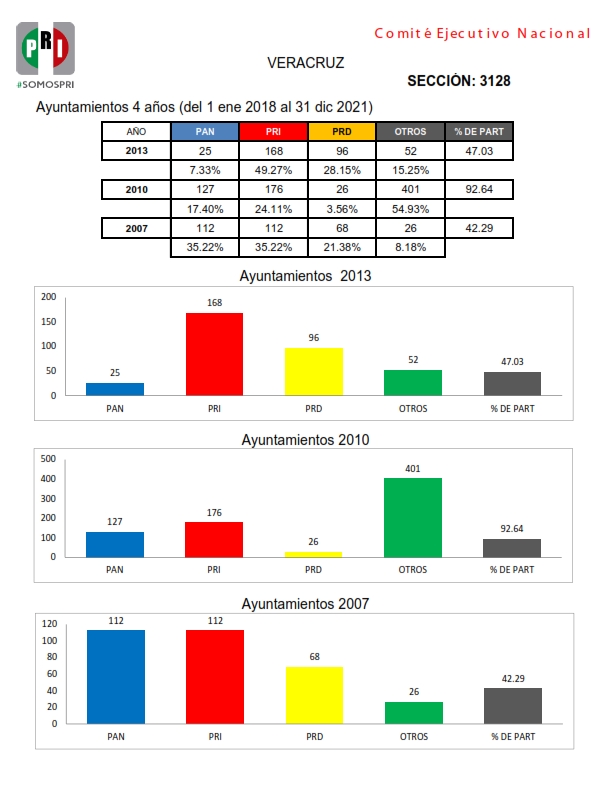 Comité Ejecutivo Nacional
PRI
#SOMOSPRI
VERACRUZ
SECCIÓN: 3128
Ayuntamientos 4 años (del 1 ene 2018 al 31 dic 2021)
AÑO PAN PRI PRD OTROS % DE PART
2013 25 168 96 52 47.03
7.33% 49.27% 28.15% 15.25%
2010 127 176 26 401 92.64
17.40% 24.11% 3.56% 54.93%
2007 112 112 68 26 42.29
35.22% 35.22% 21.38% 8.18%
Ayuntamientos 2013
200
150
100
50
0
25 168 96 52 47.03
PAN PRI PRD OTROS % DE PART
Ayuntamientos 2010
500
400
300
200
100
0
127 176 26 401 92.64
PAN PRI PRD OTROS % DE PART
Ayuntamientos 2007
120
100
80
60
40
20
0
112 112 68 26 42.29
PAN PRI PRD OTROS % DE PART